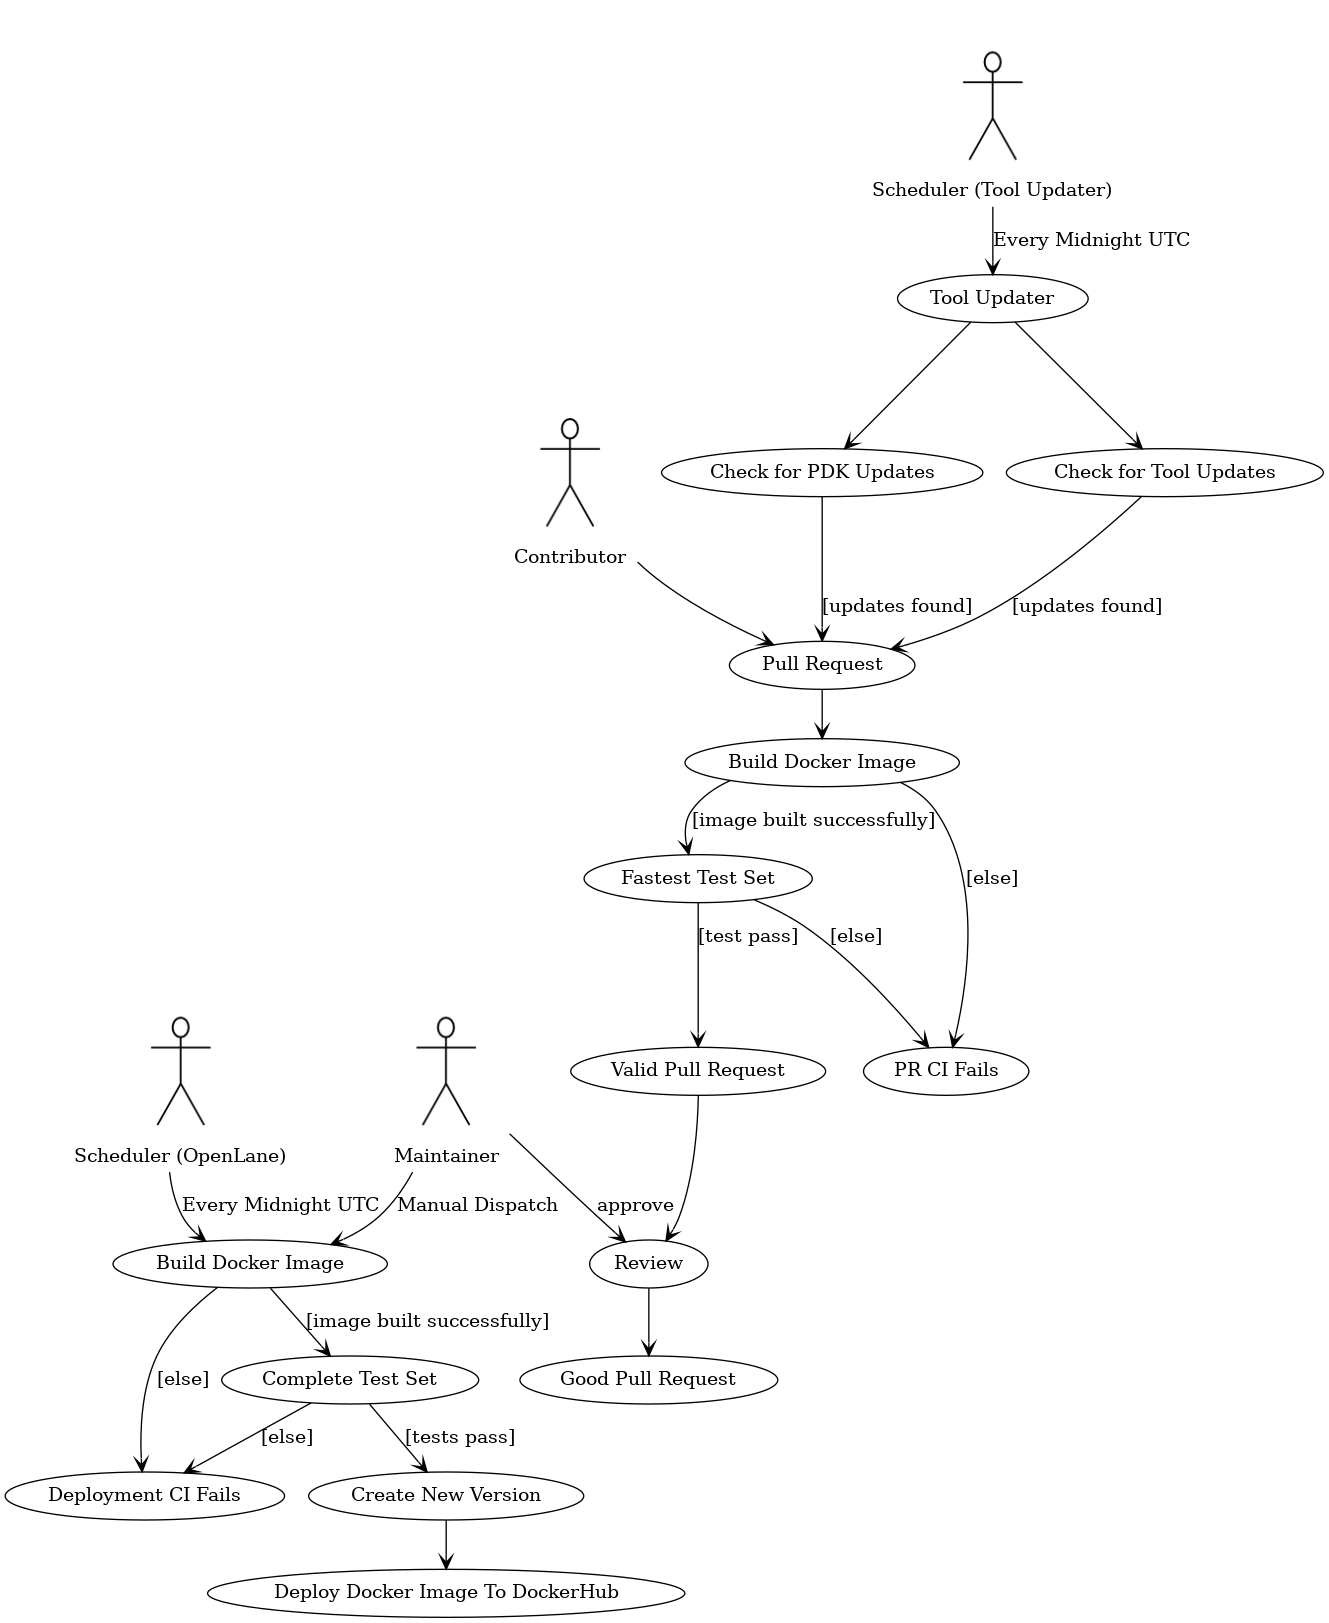 Scheduler (Tool Updater)
Every Midnight UTC
Tool Updater
Check for PDK Updates
Check for Tool Updates
Contributor
[updates found]
[updates found]
Pull Request
Build Docker Image
[image built successfully]
Fastest Test Set
[else]
[test pass]
[else]
Valid Pull Request
PR CI Fails
Scheduler (OpenLane)
Maintainer
Every Midnight UTC
Manual Dispatch
approve
Build Docker Image
Review
[image built successfully]
[else]
Complete Test Set
Good Pull Request
[else]
[tests pass]
Deployment CI Fails
Create New Version
Deploy Docker Image To DockerHub